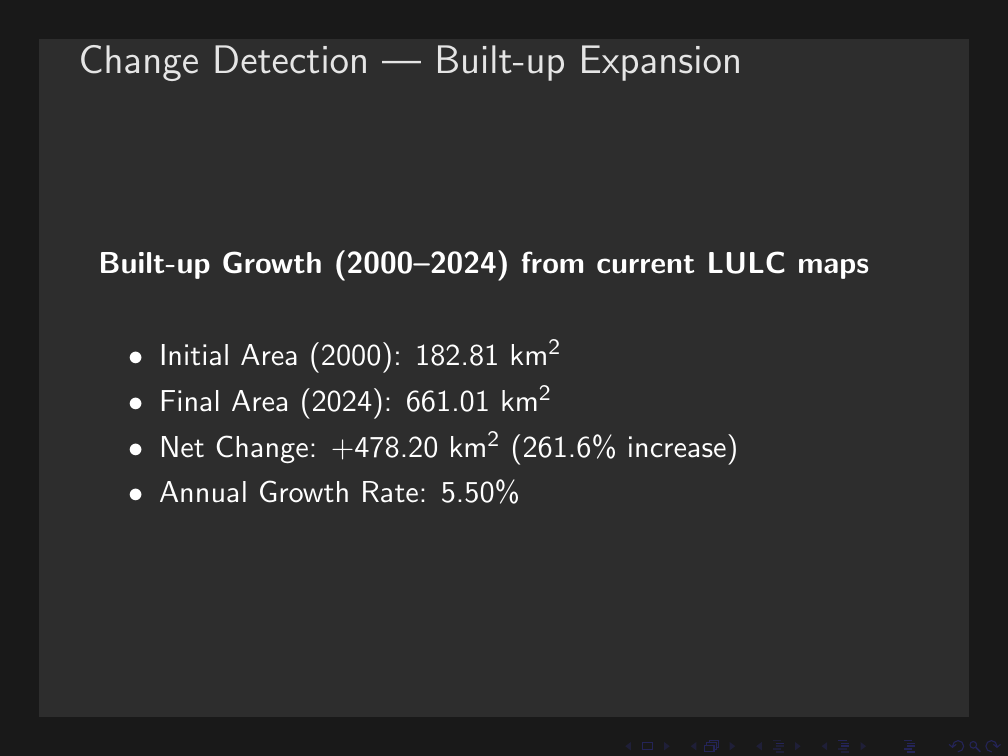 Change Detection — Built-up Expansion
Built-up Growth (2000–2024) from current LULC maps
• Initial Area (2000): 182.81 km²
• Final Area (2024): 661.01 km²
• Net Change: +478.20 km² (261.6% increase)
• Annual Growth Rate: 5.50%